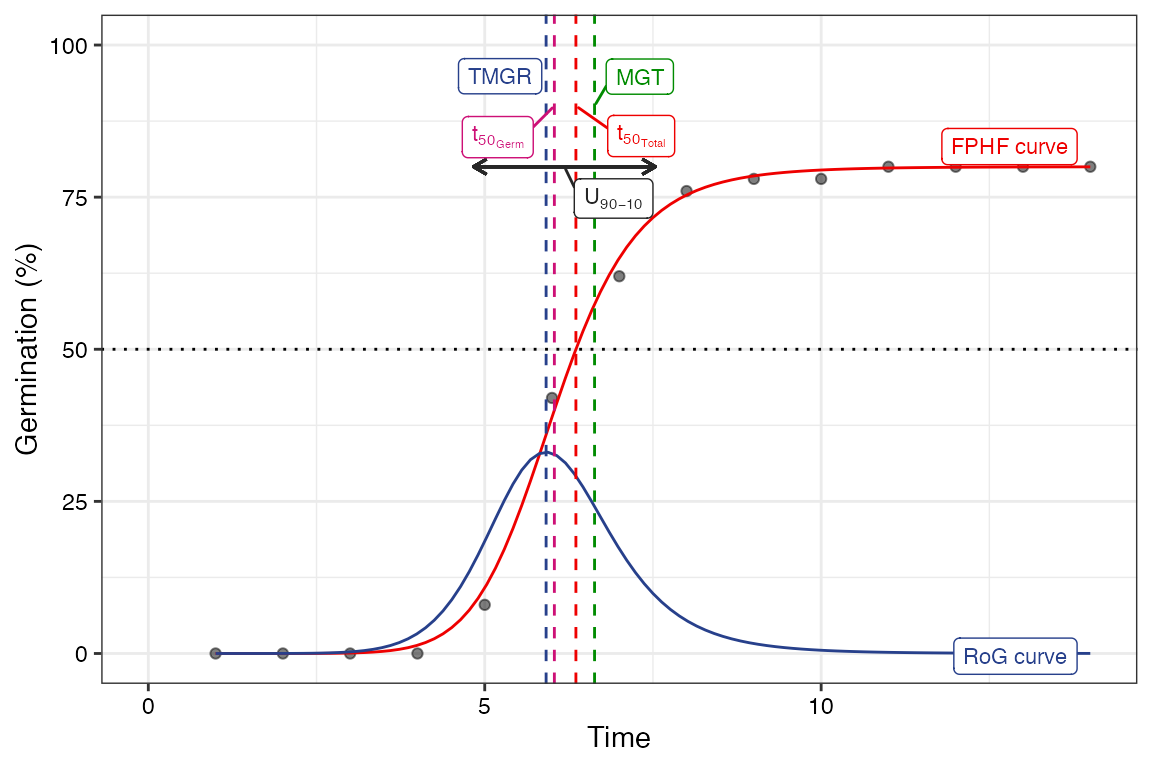 100
75
50
25
0
Germination (%)
TMGR
MGT
t50Germ
t50Total
U90−10
FPHF curve
RoG curve
0
5
10
Time